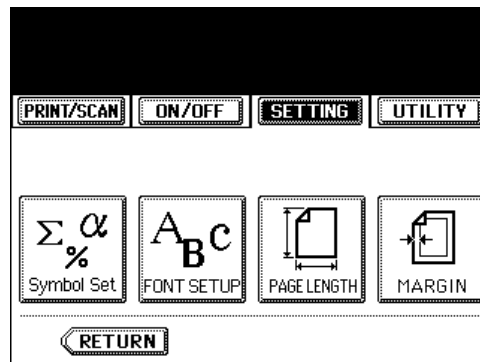 PRINT/SCAN ON/OFF SETTING UTILITY
Σ α % A B C
Symbol Set FONT SETUP PAGE LENGTH MARGIN
RETURN